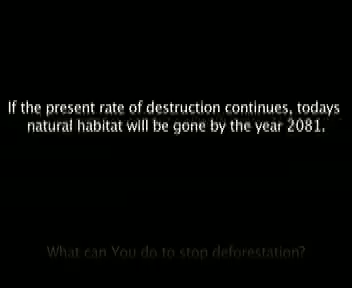 If the present rate of destruction continues, todays
natural habitat will be gone by the year 2081.
What can You do to stop deforestation?